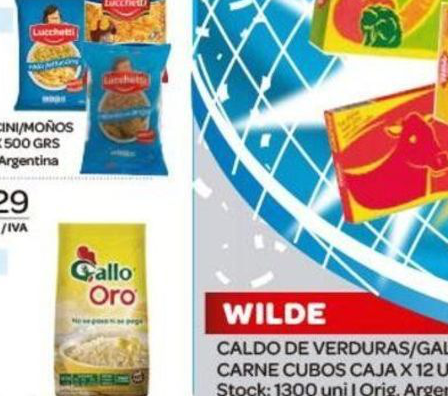 Lucchetti
Lucchetti
Lucchetti
CINI/MOÑOS
X 500 GRS
Argentina
29
/IVA
Gallo
Oro
No se pasa ni se pega
WILDE
CALDO DE VERDURAS/GAL
CARNE CUBOS CAJA X 12 U
Stock: 1300 uni | Orig. Argen